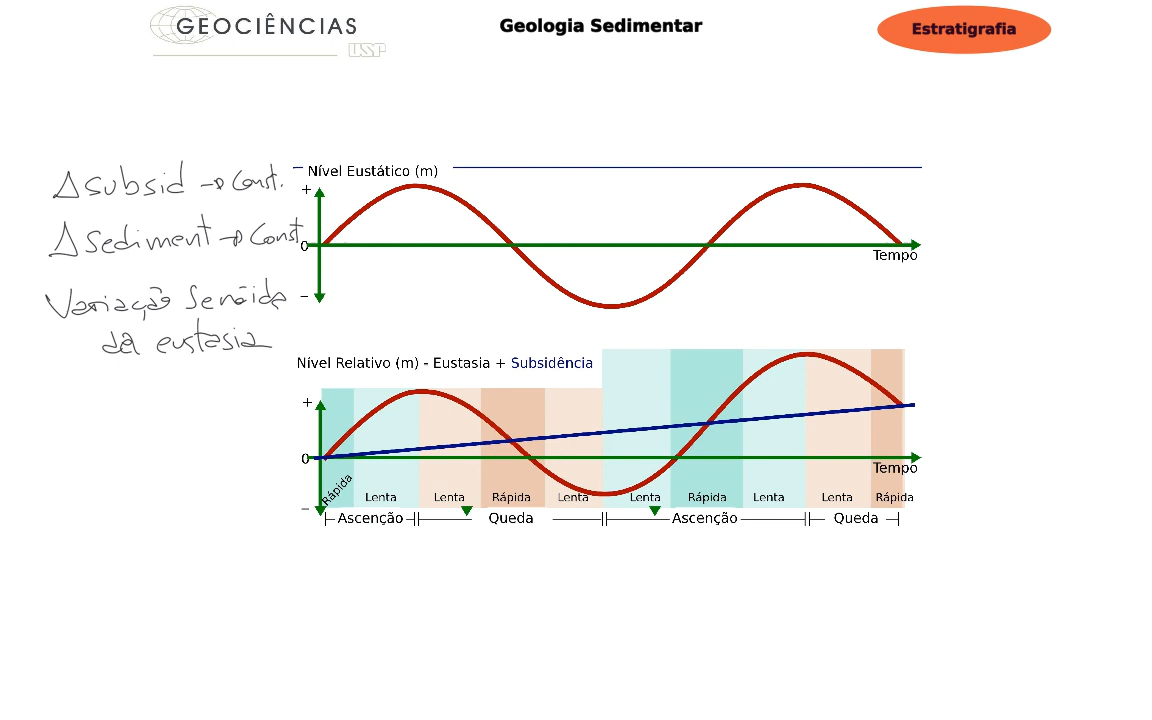 GEOCIÊNCIAS
USP
Geologia Sedimentar
Estratigrafia
Δ subsid → Const.
Δ Sediment → Const.
Variação Senóide
da eustasia
Nível Eustático (m)
+
0
–
Tempo
Nível Relativo (m) - Eustasia + Subsidência
+
0
–
Tempo
Rápida Lenta Lenta Rápida Lenta Lenta Rápida Lenta Lenta Rápida
Ascenção Queda Ascenção Queda